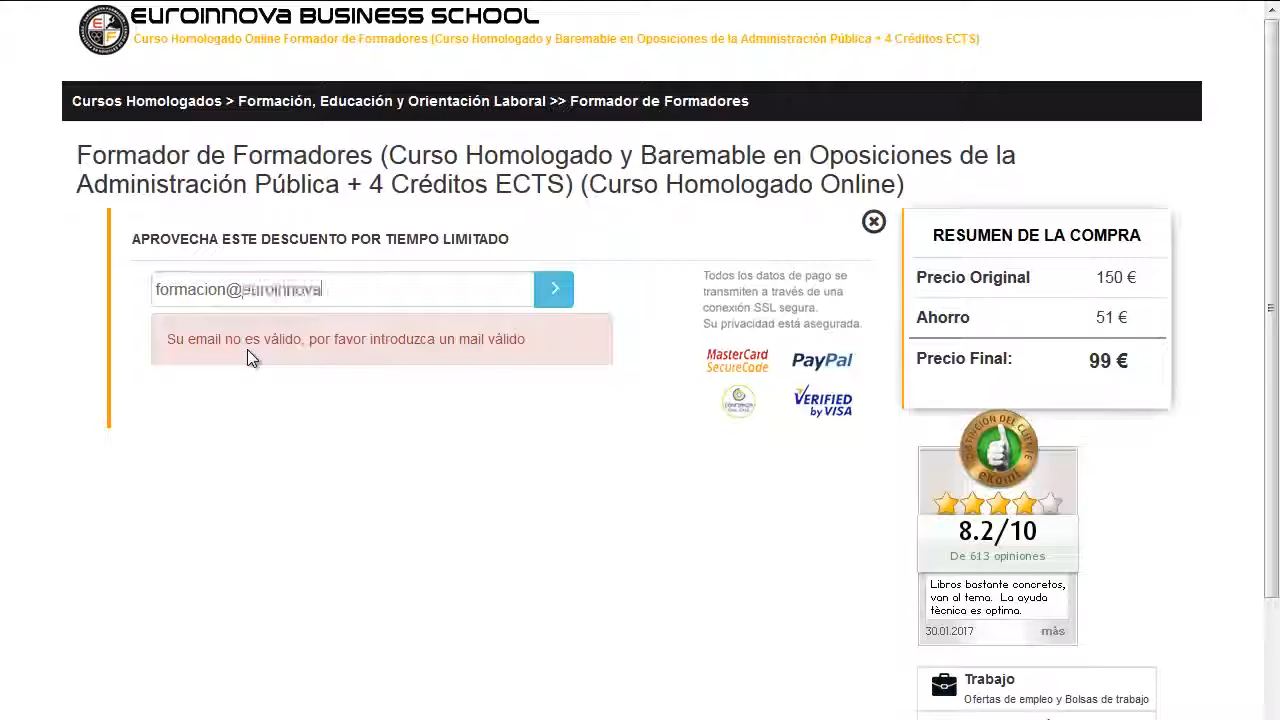 EUROINNOVA BUSINESS SCHOOL
Curso Homologado Online Formador de Formadores (Curso Homologado y Baremable en Oposiciones de la Administración Pública + 4 Créditos ECTS)
Cursos Homologados > Formación, Educación y Orientación Laboral >> Formador de Formadores
Formador de Formadores (Curso Homologado y Baremable en Oposiciones de la
Administración Pública + 4 Créditos ECTS) (Curso Homologado Online)
APROVECHA ESTE DESCUENTO POR TIEMPO LIMITADO
formacion@euroinnova
Su email no es válido, por favor introduzca un mail válido
Todos los datos de pago se
transmiten a través de una
conexión SSL segura.
Su privacidad está asegurada.
MasterCard
SecureCode
PayPal
VERIFIED
by VISA
RESUMEN DE LA COMPRA
Precio Original 150 €
Ahorro 51 €
Precio Final: 99 €
DISTINCIÓN DEL CLIENTE
eKomi
8.2/10
De 613 opiniones
Libros bastante concretos,
van al tema. La ayuda
tècnica es optima.
30.01.2017 más
Trabajo
Ofertas de empleo y Bolsas de trabajo